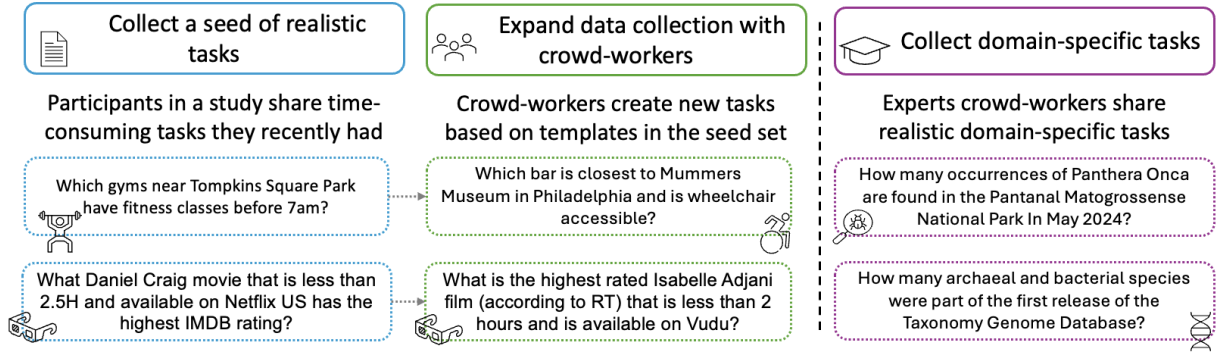 Collect a seed of realistic
tasks
Participants in a study share time-
consuming tasks they recently had
Which gyms near Tompkins Square Park
have fitness classes before 7am?
What Daniel Craig movie that is less than
2.5H and available on Netflix US has the
highest IMDB rating?
Expand data collection with
crowd-workers
Crowd-workers create new tasks
based on templates in the seed set
Which bar is closest to Mummers
Museum in Philadelphia and is wheelchair
accessible?
What is the highest rated Isabelle Adjani
film (according to RT) that is less than 2
hours and is available on Vudu?
Collect domain-specific tasks
Experts crowd-workers share
realistic domain-specific tasks
How many occurrences of Panthera Onca
are found in the Pantanal Matogrossense
National Park In May 2024?
How many archaeal and bacterial species
were part of the first release of the
Taxonomy Genome Database?